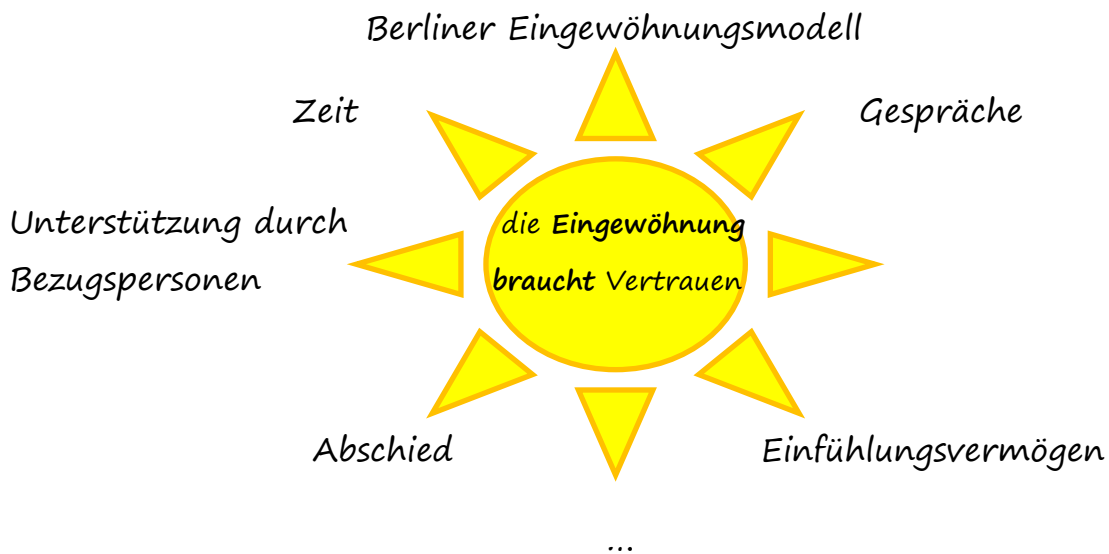 Berliner Eingewöhnungsmodell
Zeit
Gespräche
Unterstützung durch
Bezugspersonen
die Eingewöhnung
braucht Vertrauen
Abschied
Einfühlungsvermögen
...